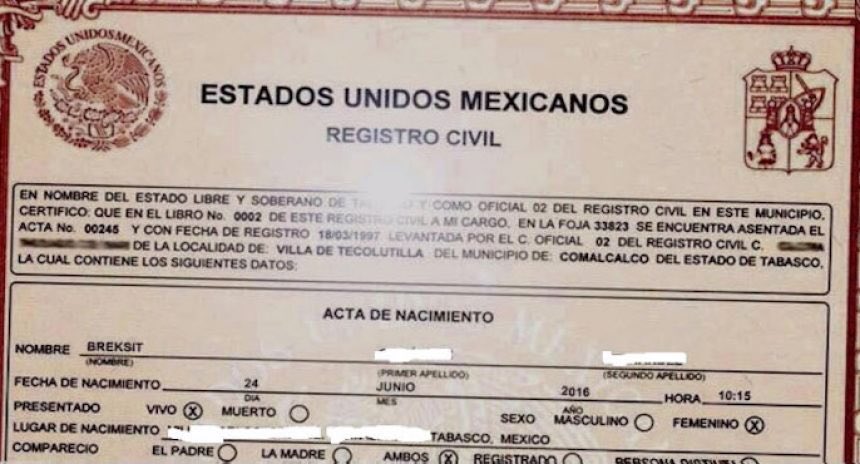 ESTADOS UNIDOS MEXICANOS
ESTADOS UNIDOS MEXICANOS
REGISTRO CIVIL
EN NOMBRE DEL ESTADO LIBRE Y SOBERANO DE Y COMO OFICIAL 02 DEL REGISTRO CIVIL EN ESTE MUNICIPIO,
CERTIFICO: QUE EN EL LIBRO No. 0002 DE ESTE REGISTRO CIVIL A MI CARGO, EN LA FOJA 33823 SE ENCUENTRA ASENTADA EL
ACTA No. 00245 Y CON FECHA DE REGISTRO 18/03/1997, LEVANTADA POR EL C. OFICIAL 02 DEL REGISTRO CIVIL C.
DE LA LOCALIDAD DE: VILLA DE TECOLUTILLA DEL MUNICIPIO DE: COMALCALCO DEL ESTADO DE TABASCO,
LA CUAL CONTIENE LOS SIGUIENTES DATOS:
ACTA DE NACIMIENTO
NOMBRE BREKSIT
(NOMBRE) (PRIMER APELLIDO) (SEGUNDO APELLIDO)
FECHA DE NACIMIENTO 24 JUNIO 2016 HORA 10:15
DIA MES AÑO
PRESENTADO VIVO X MUERTO SEXO MASCULINO FEMENINO X
LUGAR DE NACIMIENTO TABASCO, MEXICO
COMPARECIO EL PADRE LA MADRE AMBOS X REGISTRADO PERSONA DISTINTA